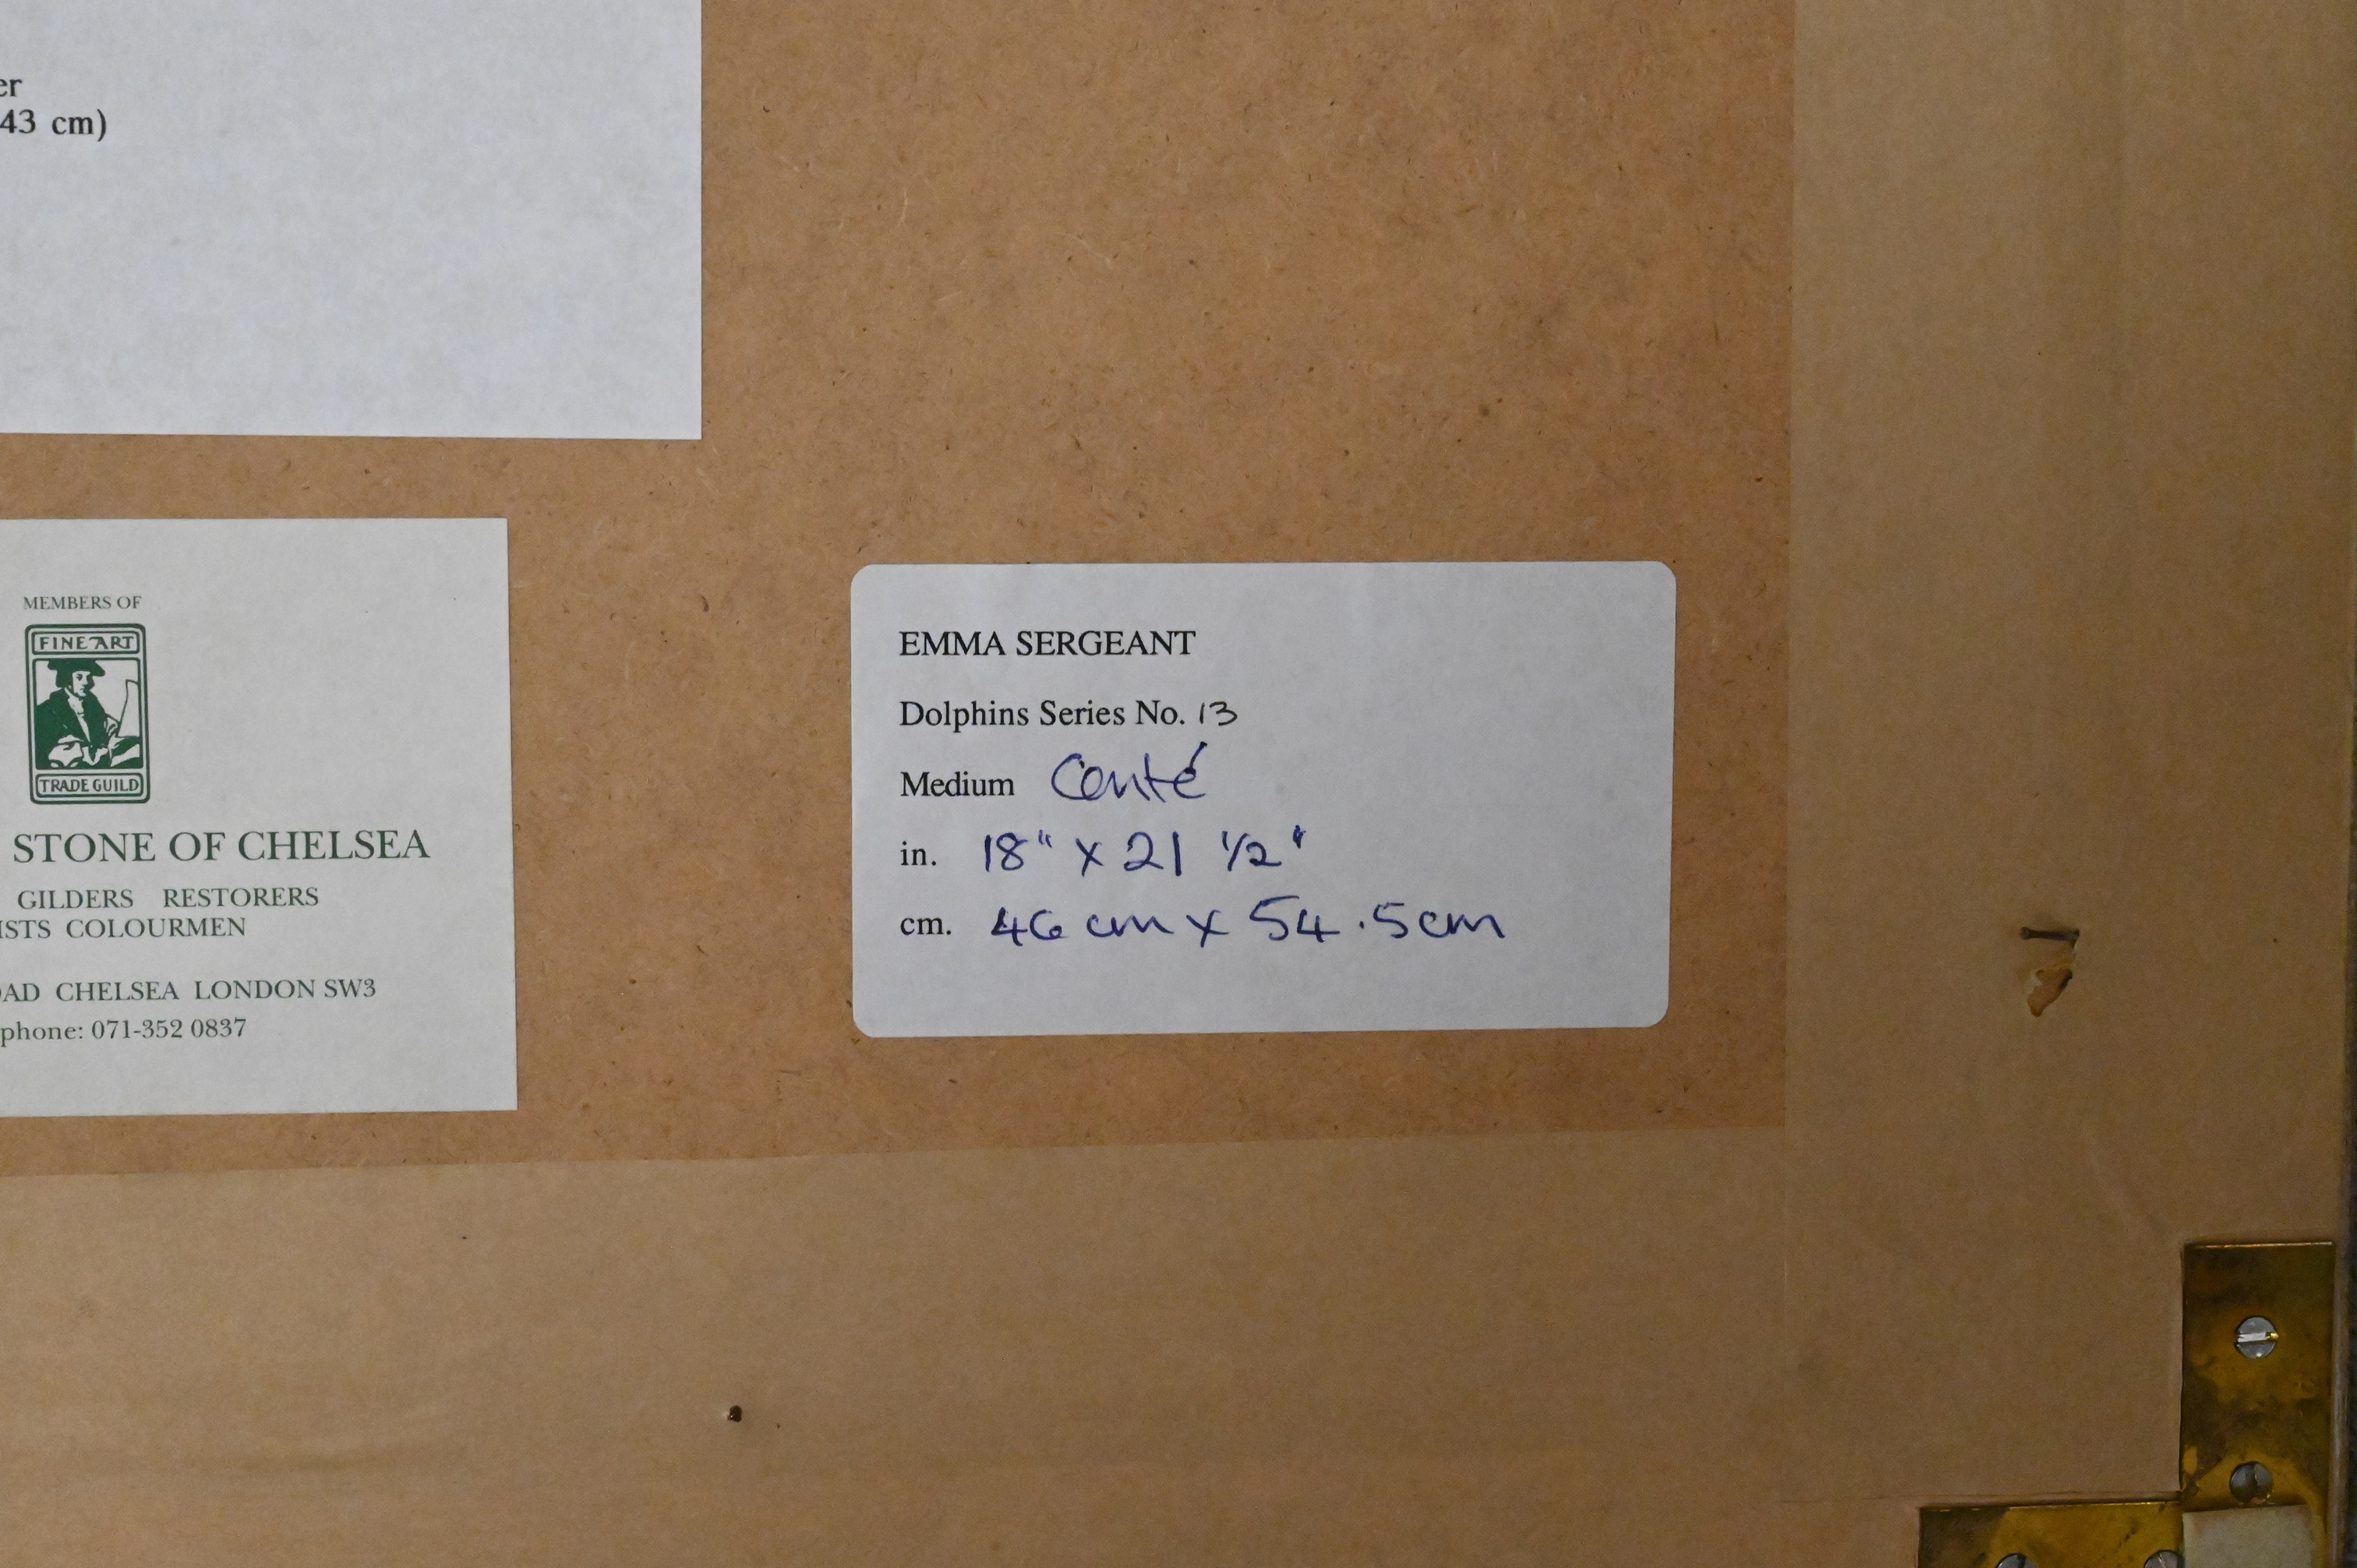 er
43 cm)
MEMBERS OF
FINE ART
TRADE GUILD
STONE OF CHELSEA
GILDERS RESTORERS
ISTS COLOURMEN
AD CHELSEA LONDON SW3
phone: 071-352 0837
EMMA SERGEANT
Dolphins Series No. 13
Medium Conté
in. 18" x 21 1/2"
cm. 46 cm x 54.5cm